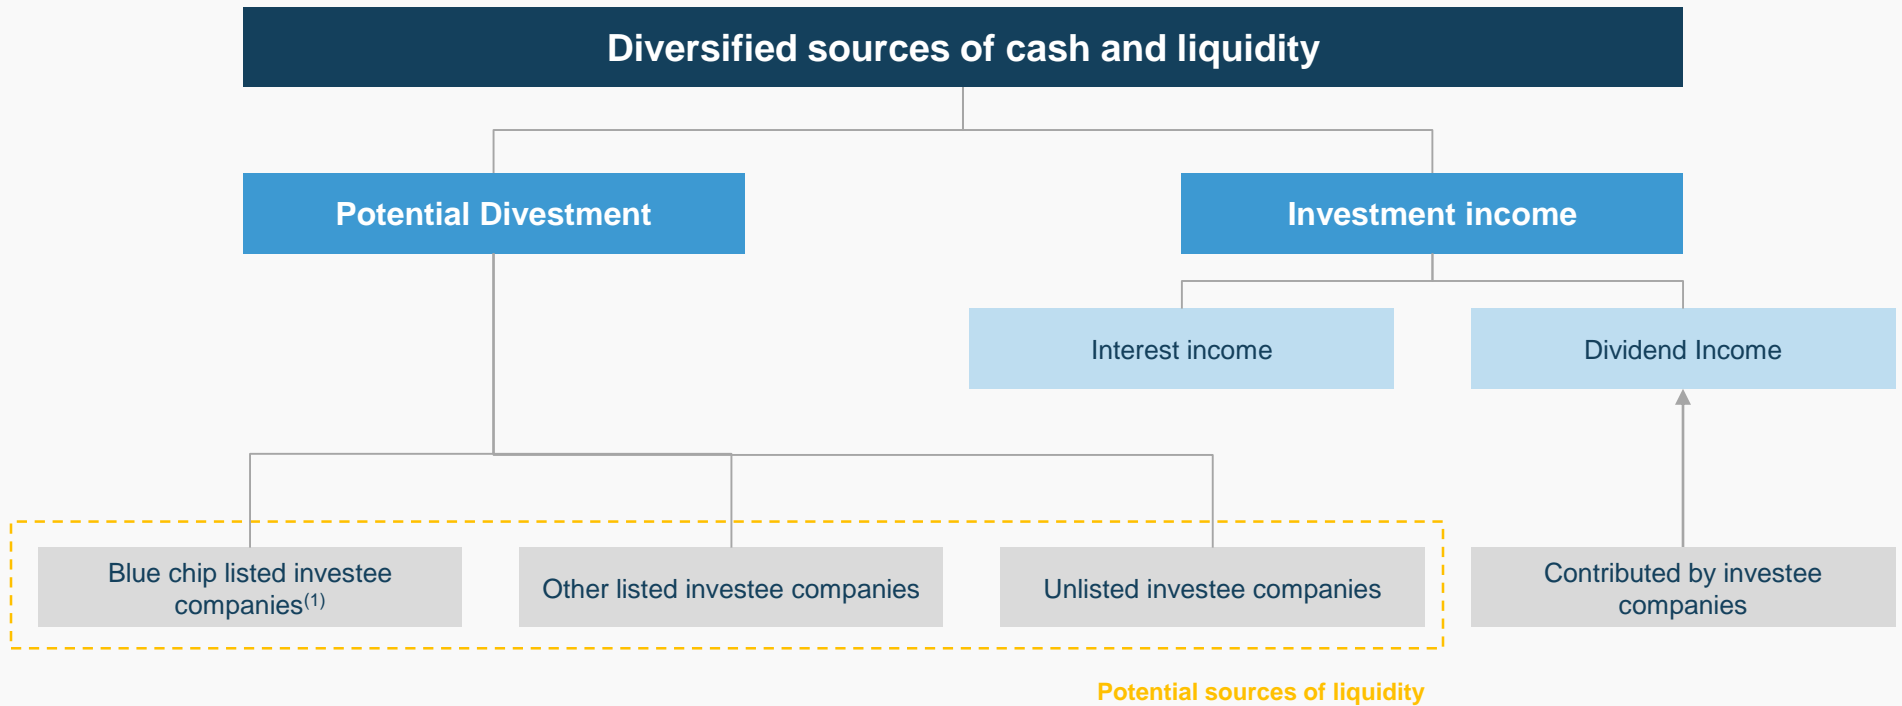 Diversified sources of cash and liquidity
Potential Divestment
Investment income
Interest income
Dividend Income
Blue chip listed investee
companies(1)
Other listed investee companies
Unlisted investee companies
Contributed by investee
companies
Potential sources of liquidity